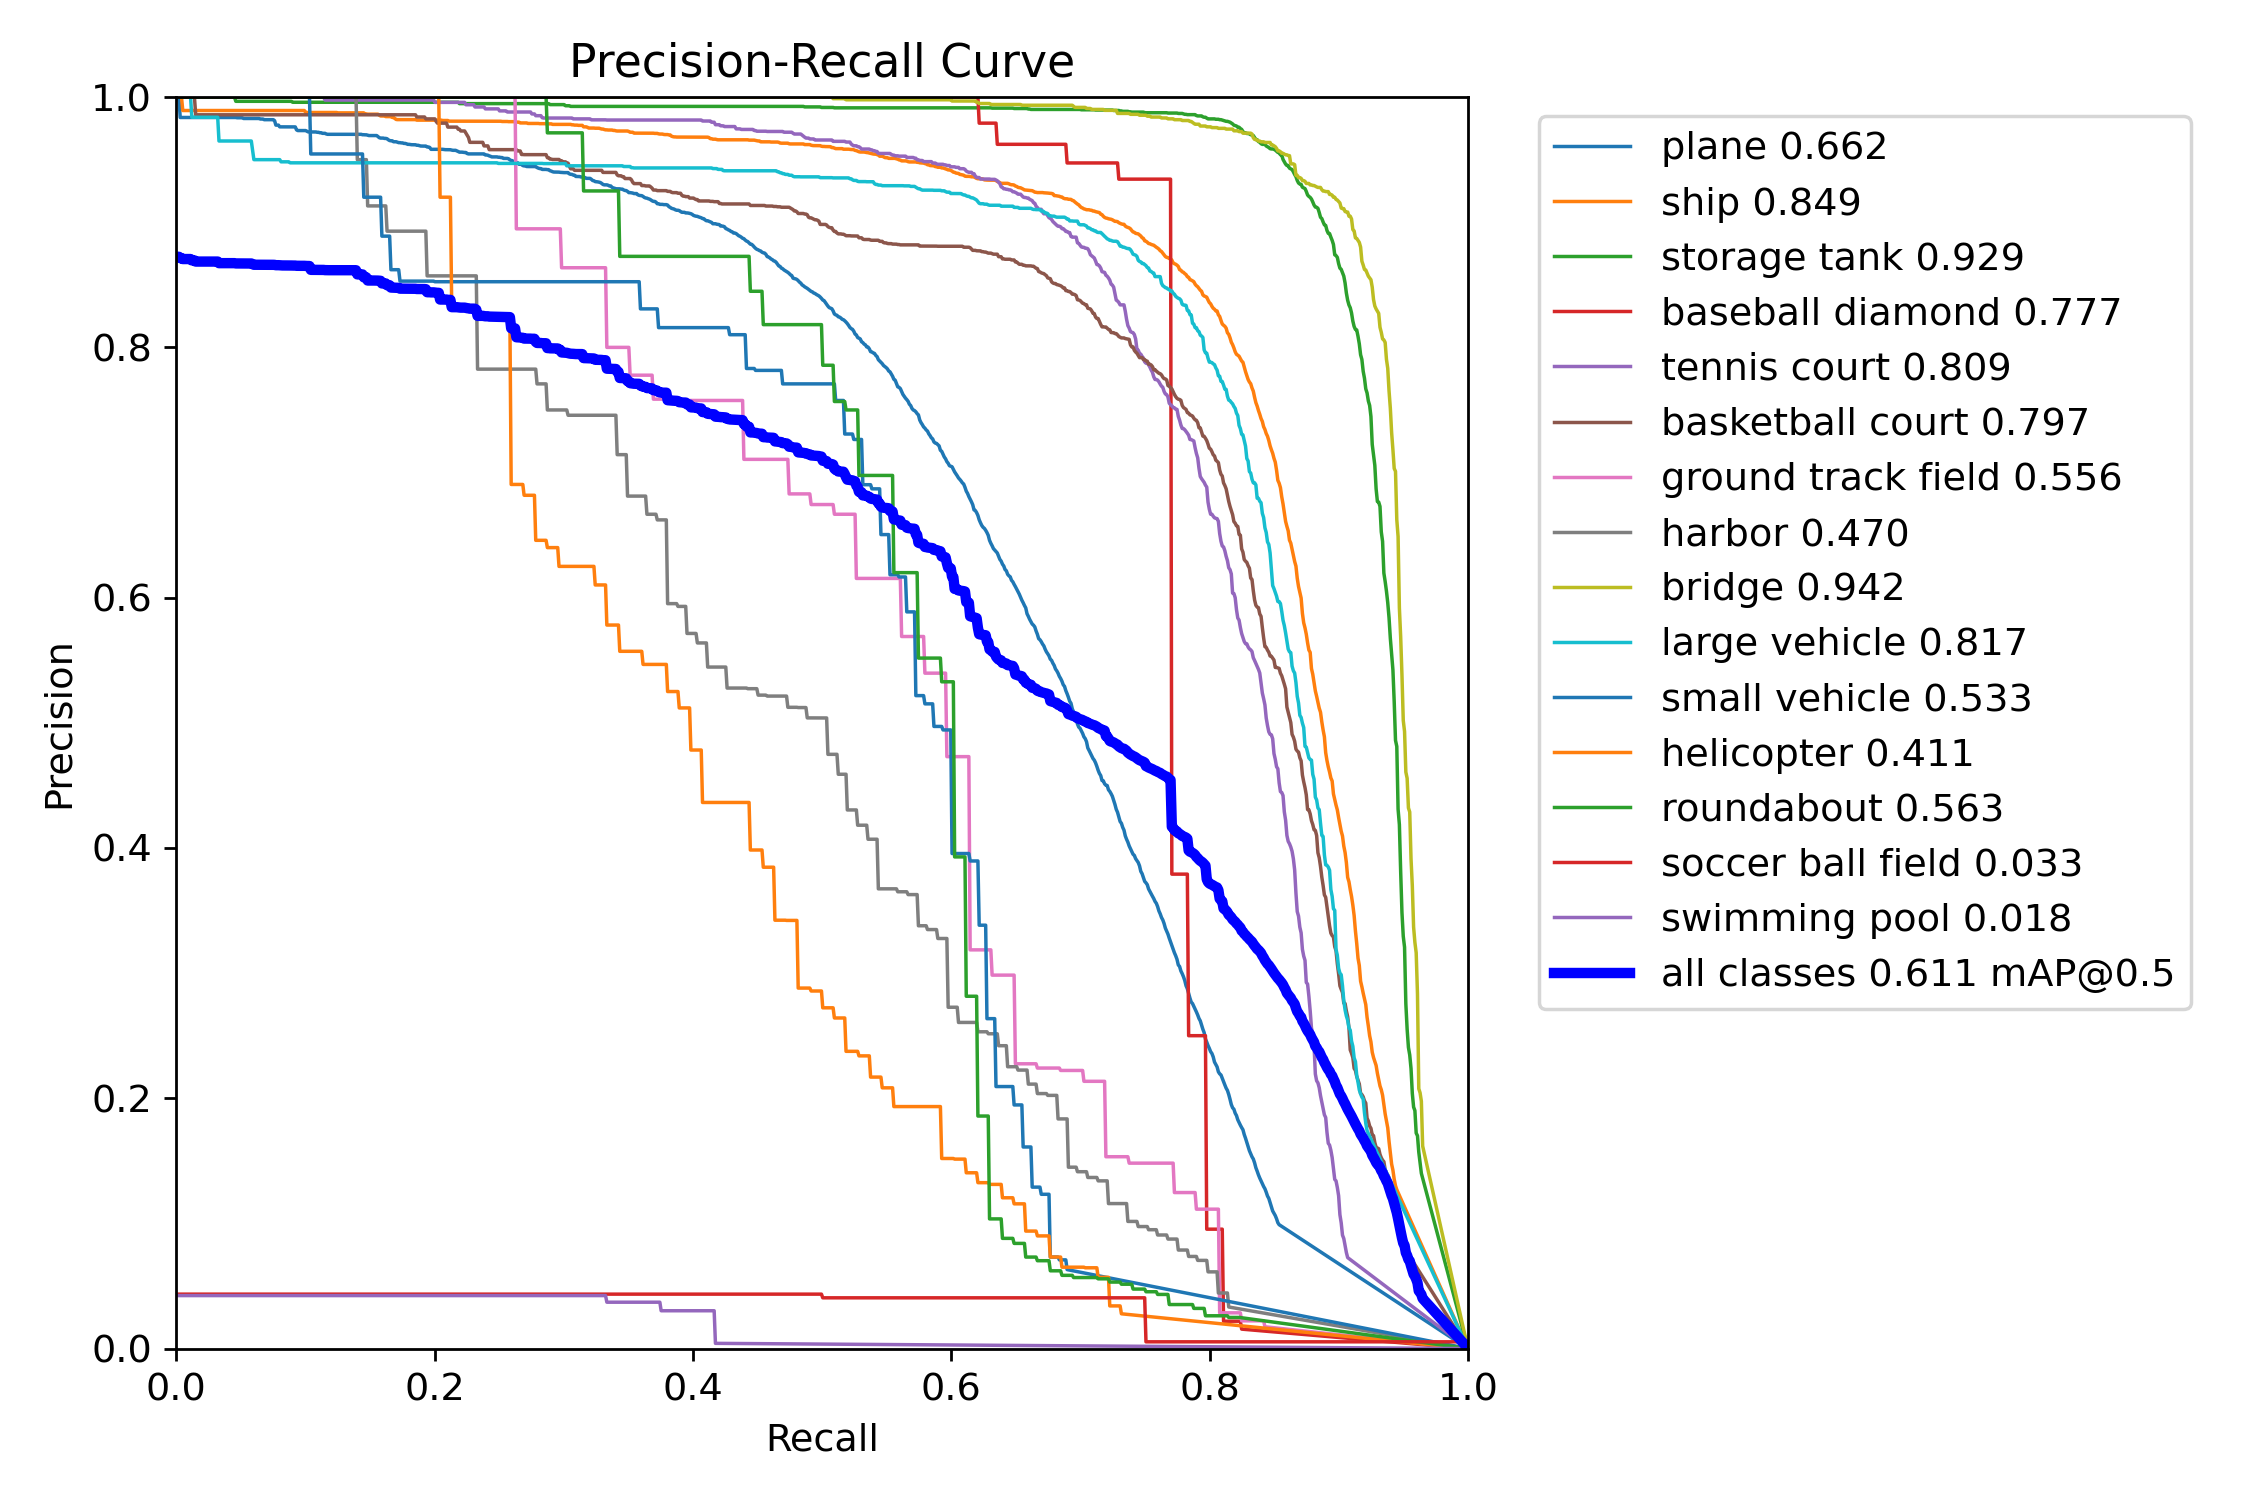 Precision-Recall Curve
1.0
0.8
0.6
0.4
0.2
0.0
Precision
0.0 0.2 0.4 0.6 0.8 1.0
Recall
plane 0.662
ship 0.849
storage tank 0.929
baseball diamond 0.777
tennis court 0.809
basketball court 0.797
ground track field 0.556
harbor 0.470
bridge 0.942
large vehicle 0.817
small vehicle 0.533
helicopter 0.411
roundabout 0.563
soccer ball field 0.033
swimming pool 0.018
all classes 0.611 mAP@0.5